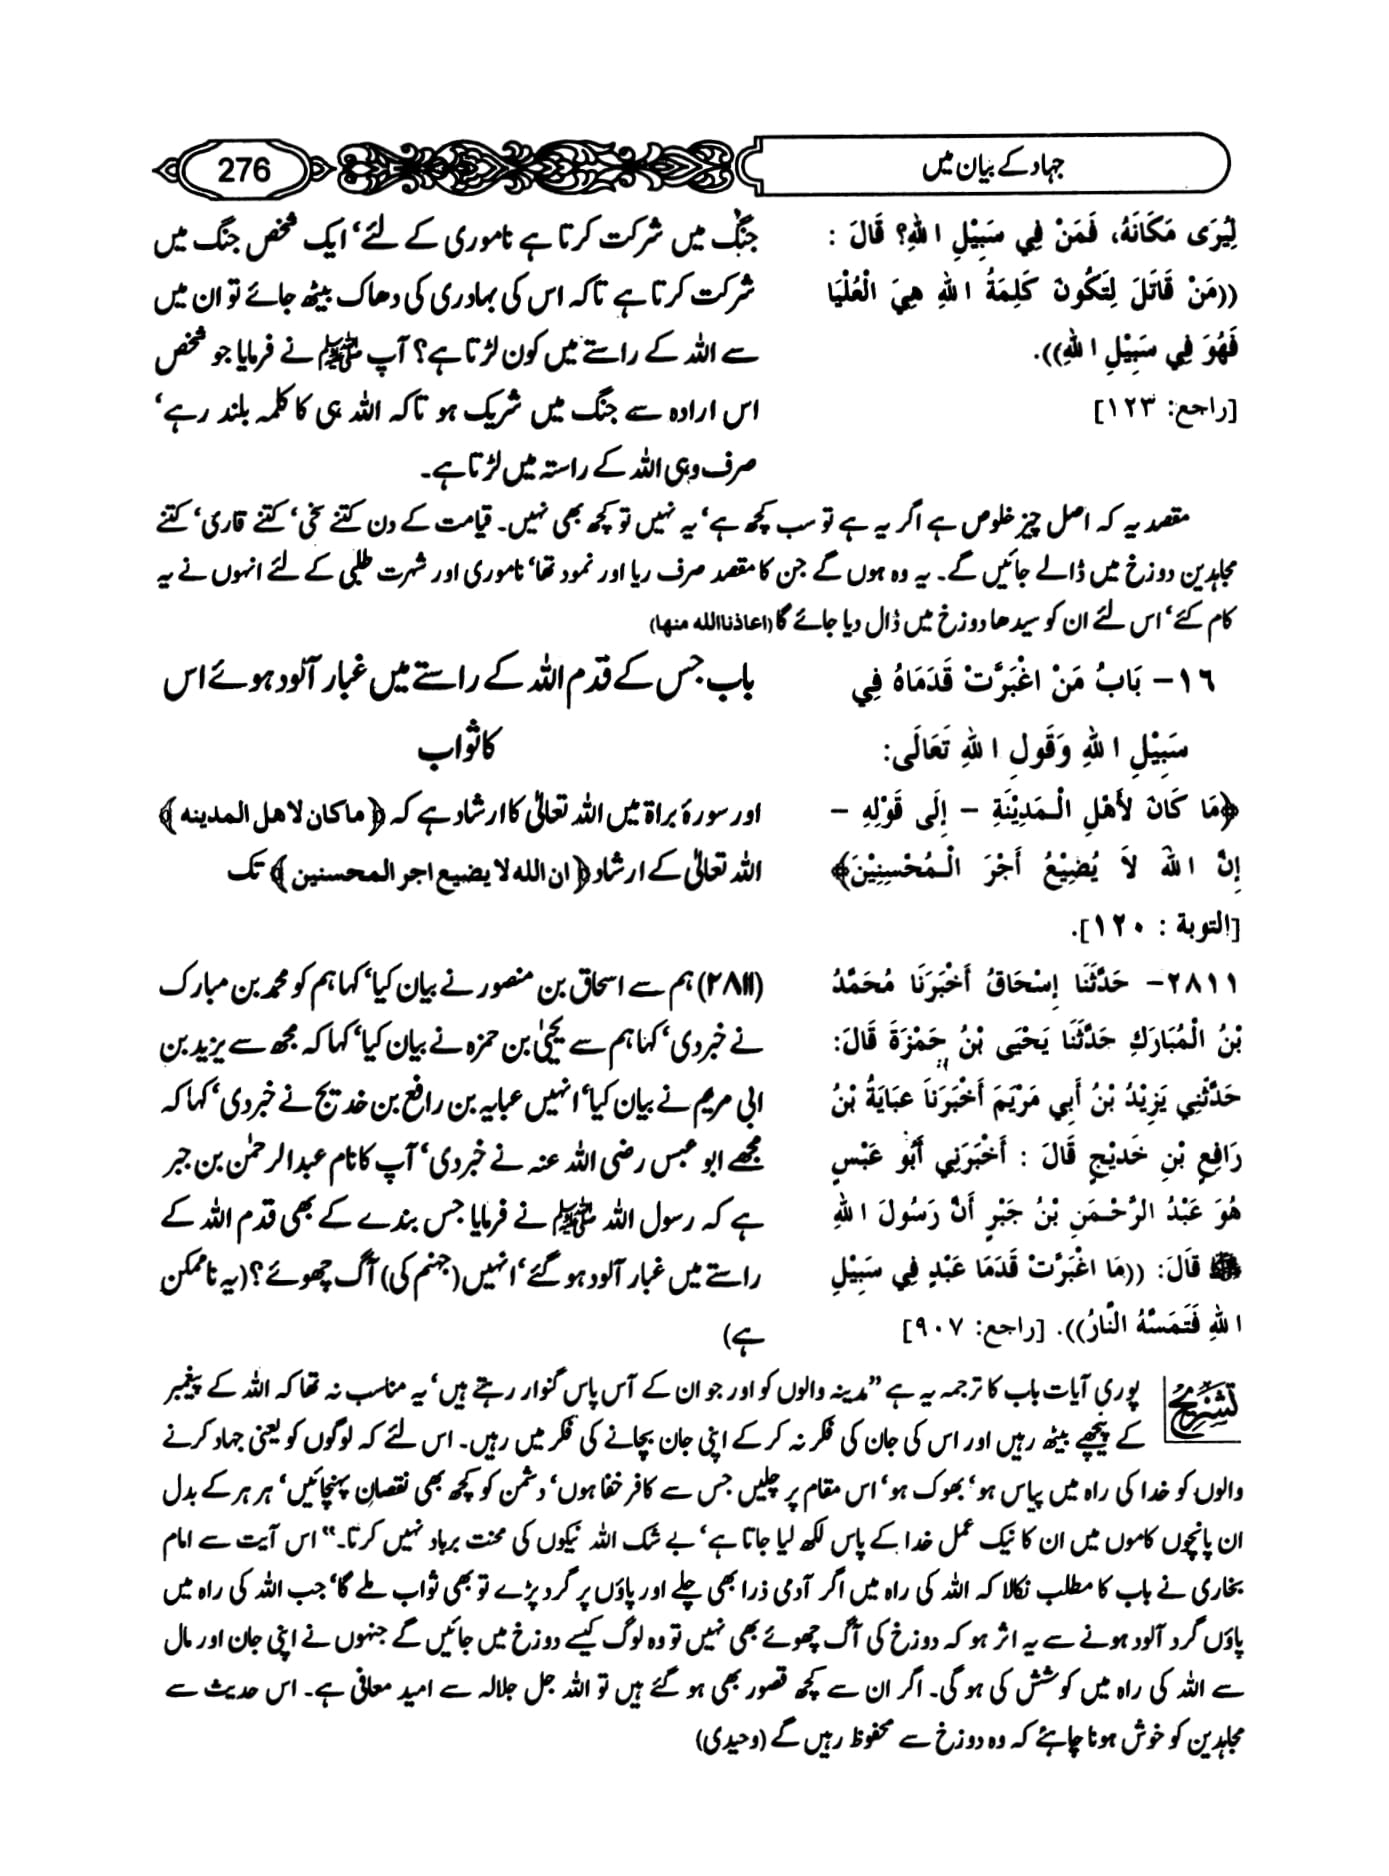 جہاد کے بیان میں
276
لِيُرَى مَكَانَهُ، فَمَنْ فِي سَبِيْلِ اللهِ؟ قَالَ :
((مَنْ قَاتَلَ لِتَكُونَ كَلِمَةُ اللهِ هِيَ الْعُلْيَا
فَهُوَ فِي سَبِيْلِ اللهِ)).
[راجع: ١٢٣]
جنگ میں شرکت کرتا ہے ناموری کے لئے‘ ایک شخص جنگ میں
شرکت کرتا ہے تاکہ اس کی بہادری کی دھاک بیٹھ جائے تو ان میں
سے اللہ کے راستے میں کون لڑتا ہے؟ آپ ﷺ نے فرمایا جو شخص
اس ارادہ سے جنگ میں شریک ہو تاکہ اللہ ہی کا کلمہ بلند رہے‘
صرف وہی اللہ کے راستہ میں لڑتا ہے۔
مقصد یہ کہ اصل چیز خلوص ہے اگر یہ ہے تو سب کچھ ہے‘ یہ نہیں تو کچھ بھی نہیں۔ قیامت کے دن کتنے سخی‘ کتنے قاری‘ کتنے
مجاہدین دوزخ میں ڈالے جائیں گے۔ یہ وہ ہوں گے جن کا مقصد صرف ریا اور نمود تھا‘ ناموری اور شہرت طلبی کے لئے انہوں نے یہ
کام کئے‘ اس لئے ان کو سیدھا دوزخ میں ڈال دیا جائے گا (اعاذنا الله منها)
١٦– بَابُ مَنْ اغْبَرَّتْ قَدَمَاهُ فِي
سَبِيْلِ اللهِ وَقَولِ اللهِ تَعَالَى:
﴿مَا كَانَ لأَهْلِ الْـمَدِيْنَةِ – إِلَى قَوْلِهِ –
إِنَّ اللهَ لاَ يُضِيْعُ أَجْرَ الْـمُحْسِنِيْنَ﴾
[التوبة : ١٢٠].
باب جس کے قدم اللہ کے راستے میں غبار آلود ہوئے اس
کا ثواب
اور سورۂ براۃ میں اللہ تعالیٰ کا ارشاد ہے کہ ﴿ ما كان لاهل المدينه ﴾
اللہ تعالیٰ کے ارشاد ﴿ ان الله لا يضيع اجر المحسنين ﴾ تک
٢٨١١– حَدَّثَنَا إِسْحَاقُ أَخْبَرَنَا مُحَمَّدُ
بْنُ الْمُبَارَكِ حَدَّثَنَا يَحْيَى بْنُ حَمْزَةَ قَالَ:
حَدَّثَنِي يَزِيْدُ بْنُ أَبِي مَرْيَمَ أَخْبَرَنَا عَبَايَةُ بْنُ
رَافِعِ بْنِ خَدِيْجٍ قَالَ : أَخْبَرَنِي أَبُو عَبْسٍ
هُوَ عَبْدُ الرَّحْـمَنِ بْنُ جَبْرٍ أَنَّ رَسُولَ اللهِ
ﷺ قَالَ: ((مَا اغْبَرَّتْ قَدَمَا عَبْدٍ فِي سَبِيْلِ
اللهِ فَتَمَسَّهُ النَّارُ)). [راجع: ٩٠٧]
(۲۸۱۱) ہم سے اسحاق بن منصور نے بیان کیا‘ کہا ہم کو محمد بن مبارک
نے خبر دی‘ کہا ہم سے یحییٰ بن حمزہ نے بیان کیا‘ کہا کہ مجھ سے یزید بن
ابی مریم نے بیان کیا‘ انہیں عبایہ بن رافع بن خدیج نے خبر دی‘ کہا کہ
مجھے ابو عبس رضی اللہ عنہ نے خبر دی‘ آپ کا نام عبدالرحمٰن بن جبر
ہے کہ رسول اللہ ﷺ نے فرمایا جس بندے کے بھی قدم اللہ کے
راستے میں غبار آلود ہو گئے‘ انہیں (جہنم کی) آگ چھوئے؟ (یہ ناممکن
ہے)
تشریح پوری آیات باب کا ترجمہ یہ ہے ”مدینہ والوں کو اور جو ان کے آس پاس گنوار رہتے ہیں‘ یہ مناسب نہ تھا کہ اللہ کے پیغمبر
کے پیچھے بیٹھ رہیں اور اس کی جان کی فکر نہ کر کے اپنی جان بچانے کی فکر میں رہیں۔ اس لئے کہ لوگوں کو یعنی جہاد کرنے
والوں کو خدا کی راہ میں پیاس ہو‘ بھوک ہو‘ اس مقام پر چلیں جس سے کافر خفا ہوں‘ دشمن کو کچھ بھی نقصان پہنچائیں‘ ہر ہر کے بدل
ان پانچوں کاموں میں ان کا نیک عمل خدا کے پاس لکھ لیا جاتا ہے‘ بے شک اللہ نیکوں کی محنت برباد نہیں کرتا۔“ اس آیت سے امام
بخاری نے باب کا مطلب نکالا کہ اللہ کی راہ میں اگر آدمی ذرا بھی چلے اور پاؤں پر گرد پڑے تو بھی ثواب ملے گا‘ جب اللہ کی راہ میں
پاؤں گرد آلود ہونے سے یہ اثر ہو کہ دوزخ کی آگ چھوئے بھی نہیں تو وہ لوگ کیسے دوزخ میں جائیں گے جنہوں نے اپنی جان اور مال
سے اللہ کی راہ میں کوشش کی ہو گی۔ اگر ان سے کچھ قصور بھی ہو گئے ہیں تو اللہ جل جلالہ سے امید معافی ہے۔ اس حدیث سے
مجاہدین کو خوش ہونا چاہئے کہ وہ دوزخ سے محفوظ رہیں گے (وحیدی)